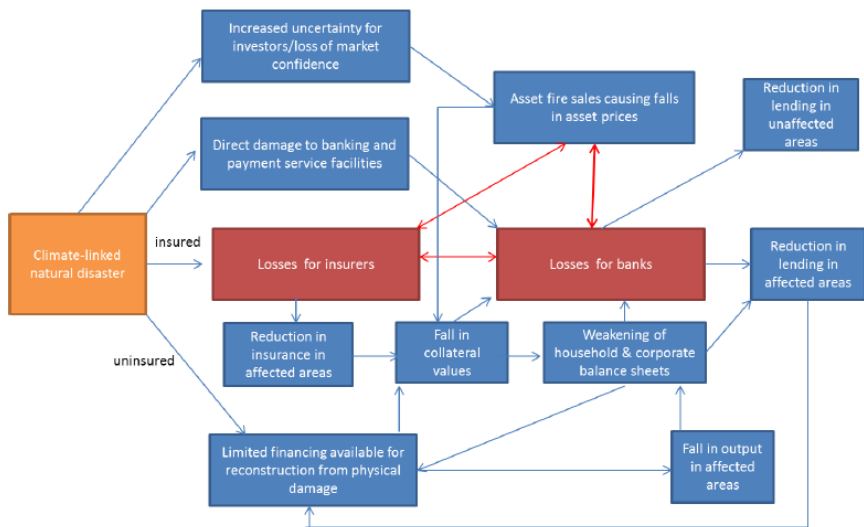 Increased uncertainty for
investors/loss of market
confidence
Asset fire sales causing falls
in asset prices
Reduction in
lending in
unaffected
areas
Direct damage to banking and
payment service facilities
Climate-linked
natural disaster
insured
Losses for insurers
Losses for banks
Reduction in
lending in
affected areas
uninsured
Reduction in
insurance in
affected areas
Fall in
collateral
values
Weakening of
household & corporate
balance sheets
Limited financing available for
reconstruction from physical
damage
Fall in output
in affected
areas